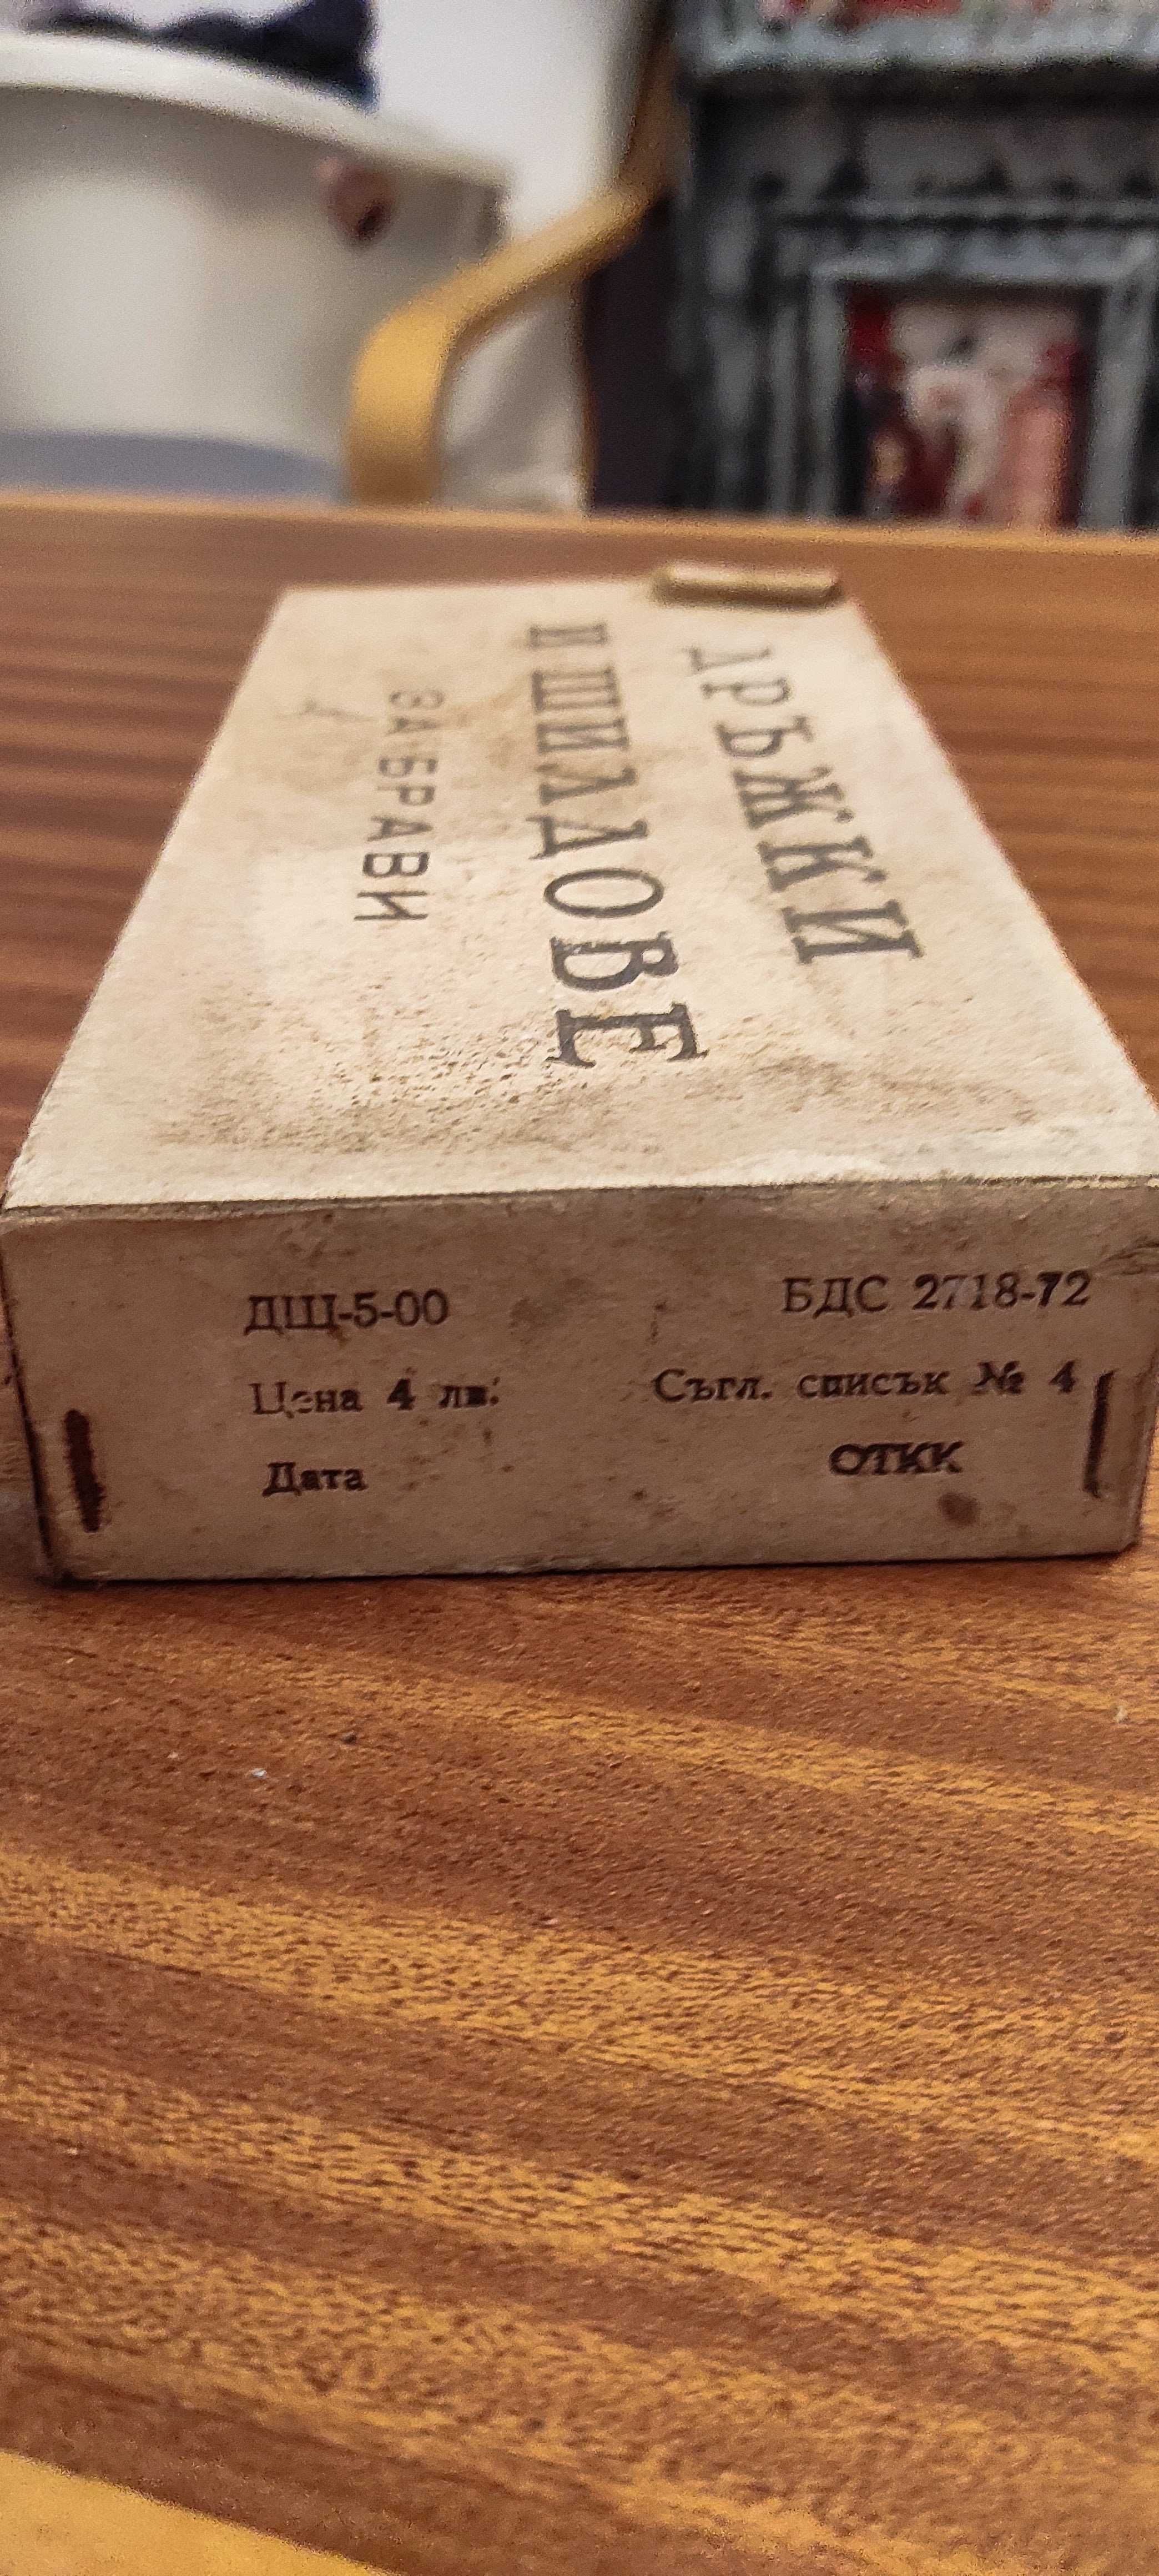 ДРЪЖКИ
И ШИЛДОВЕ
ЗА БРАВИ
ДЩ-5-00
БДС 2718-72
Цена 4 лв.
Съгл. списък № 4
Дата
ОТКК